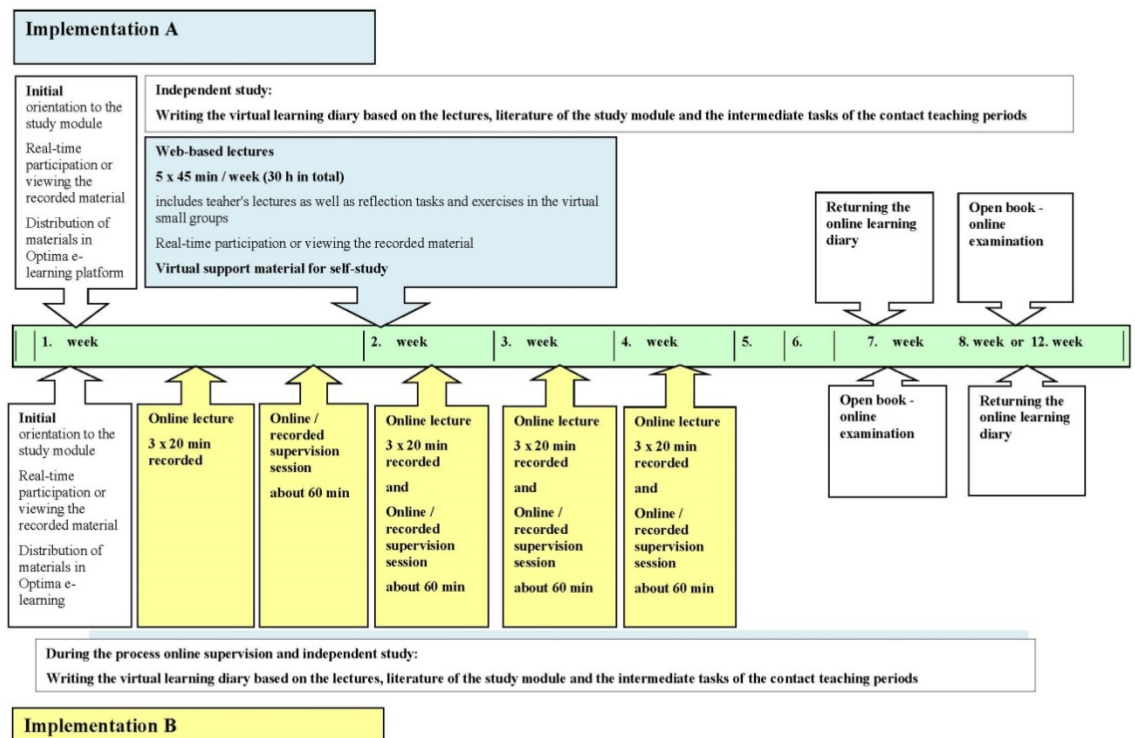 Implementation A
Initial
orientation to the
study module
Real-time
participation or
viewing the
recorded material
Distribution of
materials in
Optima e-
learning platform
Independent study:
Writing the virtual learning diary based on the lectures, literature of the study module and the intermediate tasks of the contact teaching periods
Web-based lectures
5 x 45 min / week (30 h in total)
includes teaher's lectures as well as reflection tasks and exercises in the virtual
small groups
Real-time participation or viewing the recorded material
Virtual support material for self-study
Returning the
online learning
diary
Open book -
online
examination
1. week
2. week
3. week
4. week
5.
6.
7. week
8. week or 12. week
Initial
orientation to the
study module
Real-time
participation or
viewing the
recorded material
Distribution of
materials in
Optima e-
learning
Online lecture
3 x 20 min
recorded
Online /
recorded
supervision
session
about 60 min
Online lecture
3 x 20 min
recorded
and
Online /
recorded
supervision
session
about 60 min
Online lecture
3 x 20 min
recorded
and
Online /
recorded
supervision
session
about 60 min
Online lecture
3 x 20 min
recorded
and
Online /
recorded
supervision
session
about 60 min
Open book -
online
examination
Returning the
online learning
diary
During the process online supervision and independent study:
Writing the virtual learning diary based on the lectures, literature of the study module and the intermediate tasks of the contact teaching periods
Implementation B